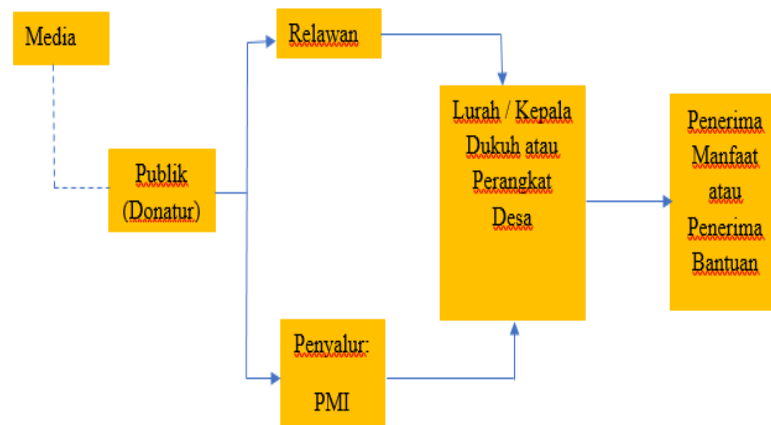 Media
Relawan
Publik
(Donatur)
Lurah / Kepala
Dukuh atau
Perangkat
Desa
Penerima
Manfaat
atau
Penerima
Bantuan
Penyalur:
PMI